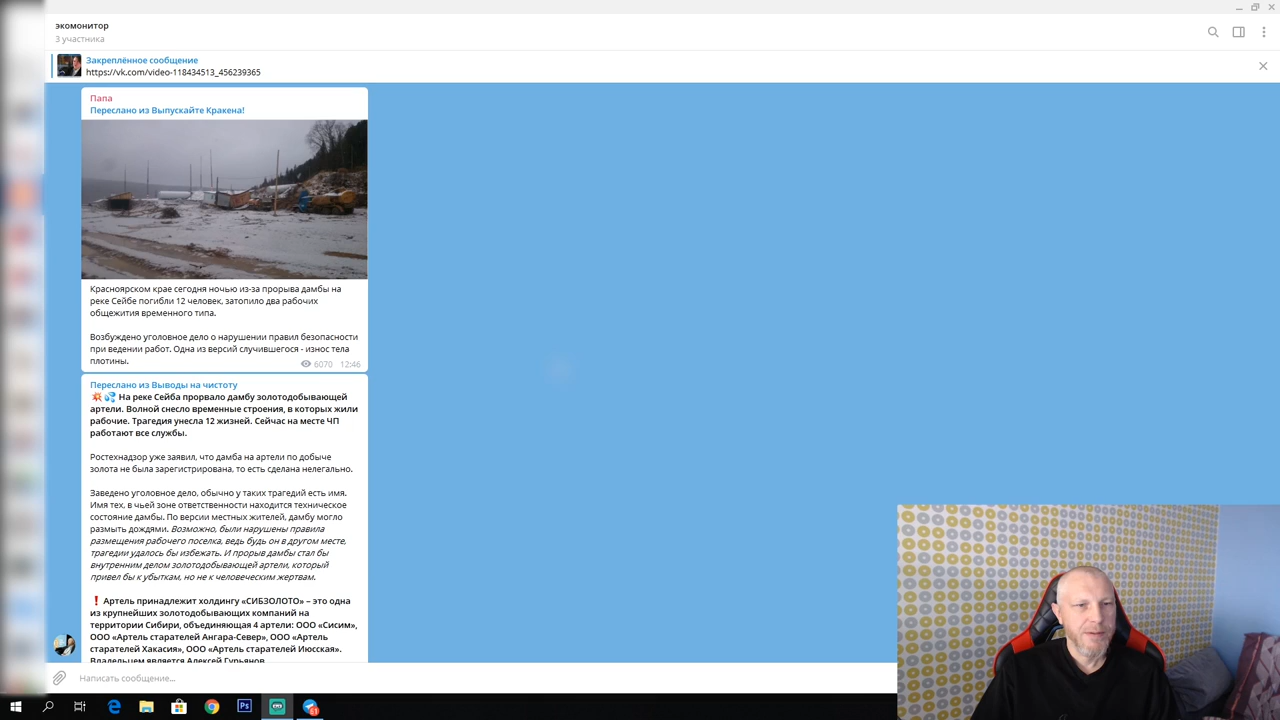 экомонитор
3 участника
Закреплённое сообщение
https://vk.com/video-118434513_456239365
Папа
Переслано из Выпускайте Кракена!
Красноярском крае сегодня ночью из-за прорыва дамбы на
реке Сейбе погибли 12 человек, затопило два рабочих
общежития временного типа.
Возбуждено уголовное дело о нарушении правил безопасности
при ведении работ. Одна из версий случившегося - износ тела
плотины.
6070 12:46
Переслано из Выводы на чистоту
💥💦 На реке Сейба прорвало дамбу золотодобывающей
артели. Волной снесло временные строения, в которых жили
рабочие. Трагедия унесла 12 жизней. Сейчас на месте ЧП
работают все службы.
Ростехнадзор уже заявил, что дамба на артели по добыче
золота не была зарегистрирована, то есть сделана нелегально.
Заведено уголовное дело, обычно у таких трагедий есть имя.
Имя тех, в чьей зоне ответственности находится техническое
состояние дамбы. По версии местных жителей, дамбу могло
размыть дождями. Возможно, были нарушены правила
размещения рабочего поселка, ведь будь он в другом месте,
трагедии удалось бы избежать. И прорыв дамбы стал бы
внутренним делом золотодобывающей артели, который
привел бы к убыткам, но не к человеческим жертвам.
❗ Артель принадлежит холдингу «СИБЗОЛОТО» – это одна
из крупнейших золотодобывающих компаний на
территории Сибири, объединяющая 4 артели: ООО «Сисим»,
ООО «Артель старателей Ангара-Север», ООО «Артель
старателей Хакасия», ООО «Артель старателей Июсская».
Владельцем является Алексей Гурьянов
Написать сообщение...
Ps